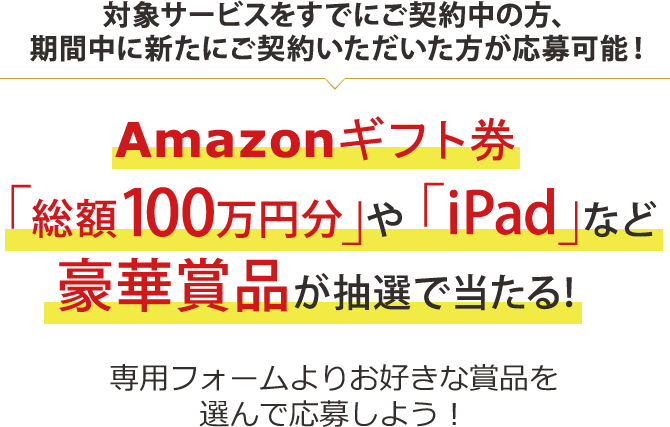 対象サービスをすでにご契約中の方、
期間中に新たにご契約いただいた方が応募可能！
Amazonギフト券
「総額100万円分」や「iPad」など
豪華賞品が抽選で当たる!
専用フォームよりお好きな賞品を
選んで応募しよう！